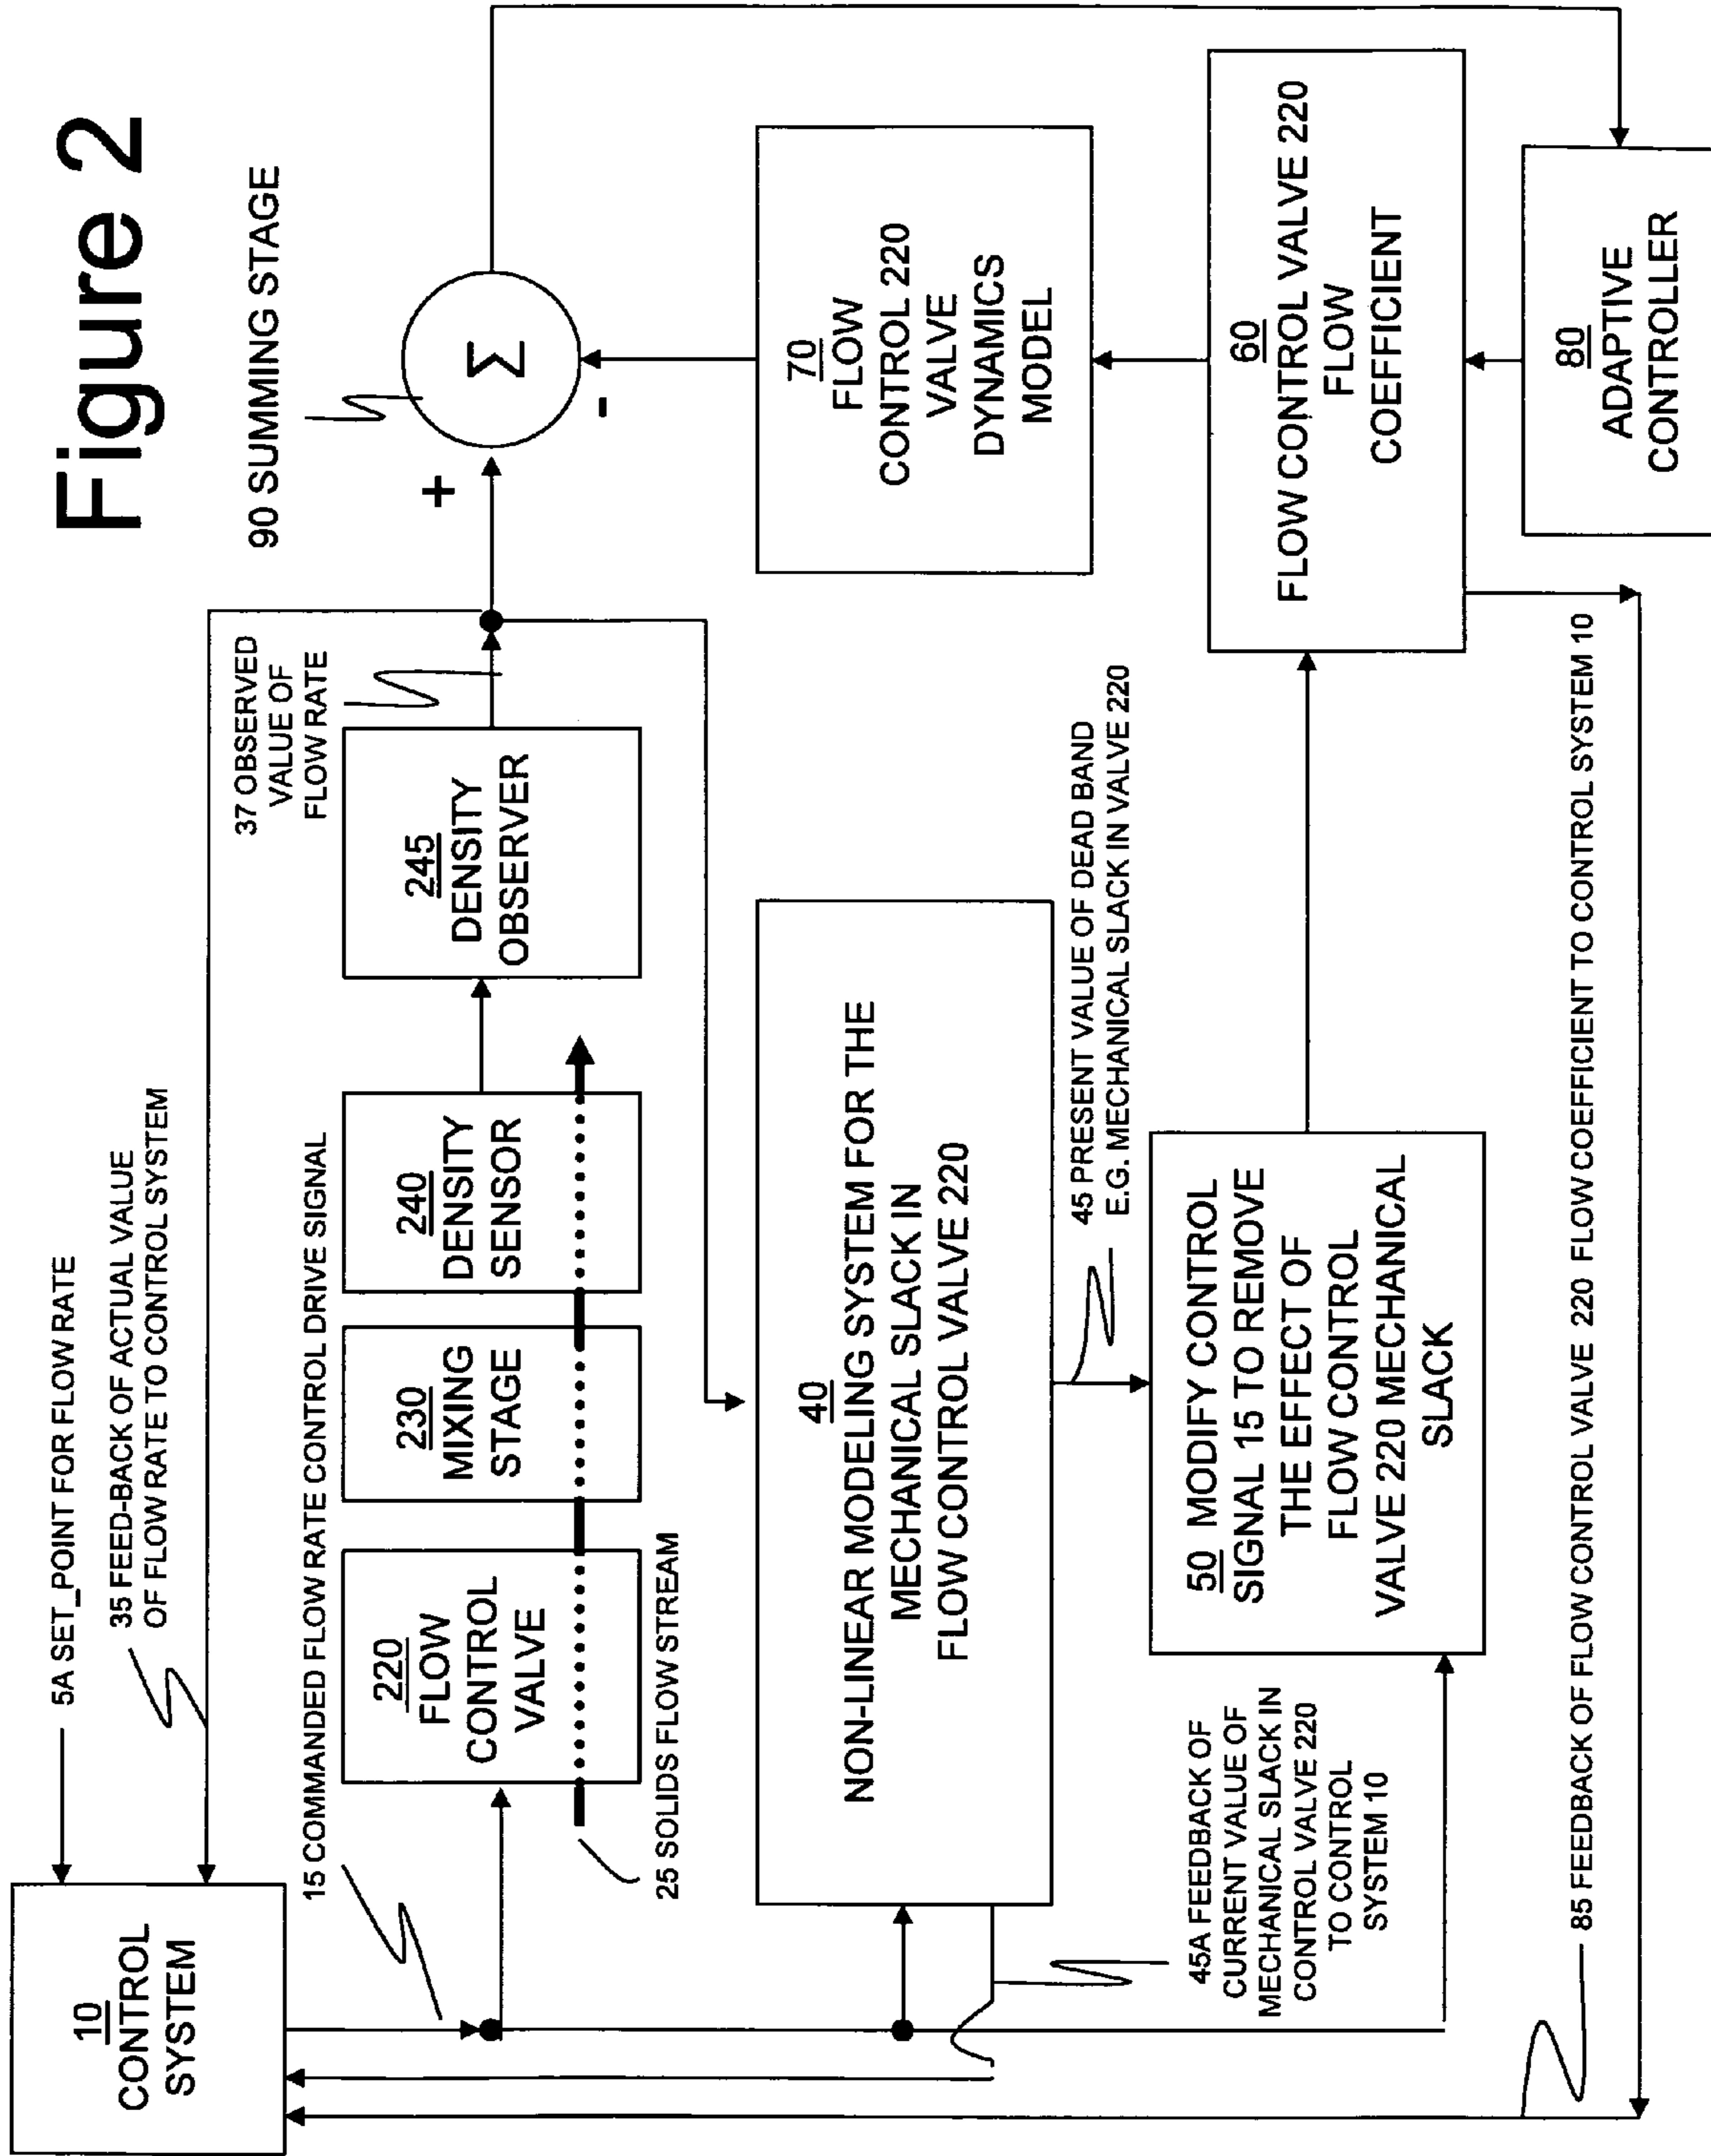 Figure 2
10
CONTROL
SYSTEM
5A SET_POINT FOR FLOW RATE
35 FEED-BACK OF ACTUAL VALUE
OF FLOW RATE TO CONTROL SYSTEM
15 COMMANDED FLOW RATE CONTROL DRIVE SIGNAL
220
FLOW
CONTROL
VALVE
230
MIXING
STAGE
240
DENSITY
SENSOR
245
DENSITY
OBSERVER
37 OBSERVED
VALUE OF
FLOW RATE
90 SUMMING STAGE
+
Σ
-
25 SOLIDS FLOW STREAM
40
NON-LINEAR MODELING SYSTEM FOR THE
MECHANICAL SLACK IN
FLOW CONTROL VALVE 220
70
FLOW
CONTROL 220
VALVE
DYNAMICS
MODEL
45 PRESENT VALUE OF DEAD BAND
E.G. MECHANICAL SLACK IN VALVE 220
45A FEEDBACK OF
CURRENT VALUE OF
MECHANICAL SLACK IN
CONTROL VALVE 220
TO CONTROL
SYSTEM 10
50 MODIFY CONTROL
SIGNAL 15 TO REMOVE
THE EFFECT OF
FLOW CONTROL
VALVE 220 MECHANICAL
SLACK
60
FLOW CONTROL VALVE 220
FLOW
COEFFICIENT
80
ADAPTIVE
CONTROLLER
85 FEEDBACK OF FLOW CONTROL VALVE 220 FLOW COEFFICIENT TO CONTROL SYSTEM 10